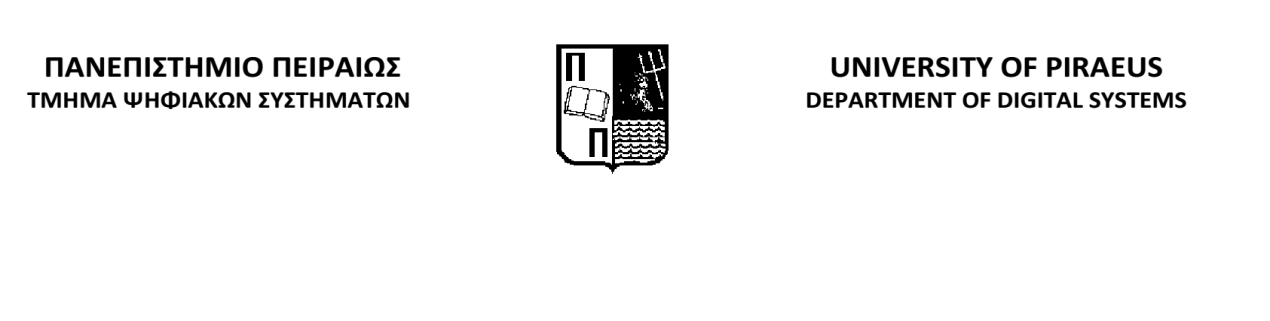 ΠΑΝΕΠΙΣΤΗΜΙΟ ΠΕΙΡΑΙΩΣ
ΤΜΗΜΑ ΨΗΦΙΑΚΩΝ ΣΥΣΤΗΜΑΤΩΝ
Π
Π
UNIVERSITY OF PIRAEUS
DEPARTMENT OF DIGITAL SYSTEMS